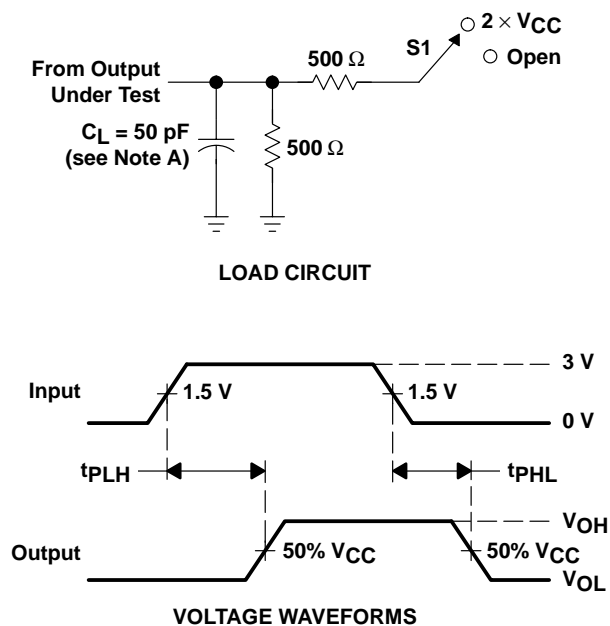 2 × VCC
S1
Open
From Output
Under Test
500 Ω
CL = 50 pF
(see Note A)
500 Ω
LOAD CIRCUIT
3 V
Input
1.5 V
1.5 V
0 V
tPLH
tPHL
VOH
Output
50% VCC
50% VCC
VOL
VOLTAGE WAVEFORMS